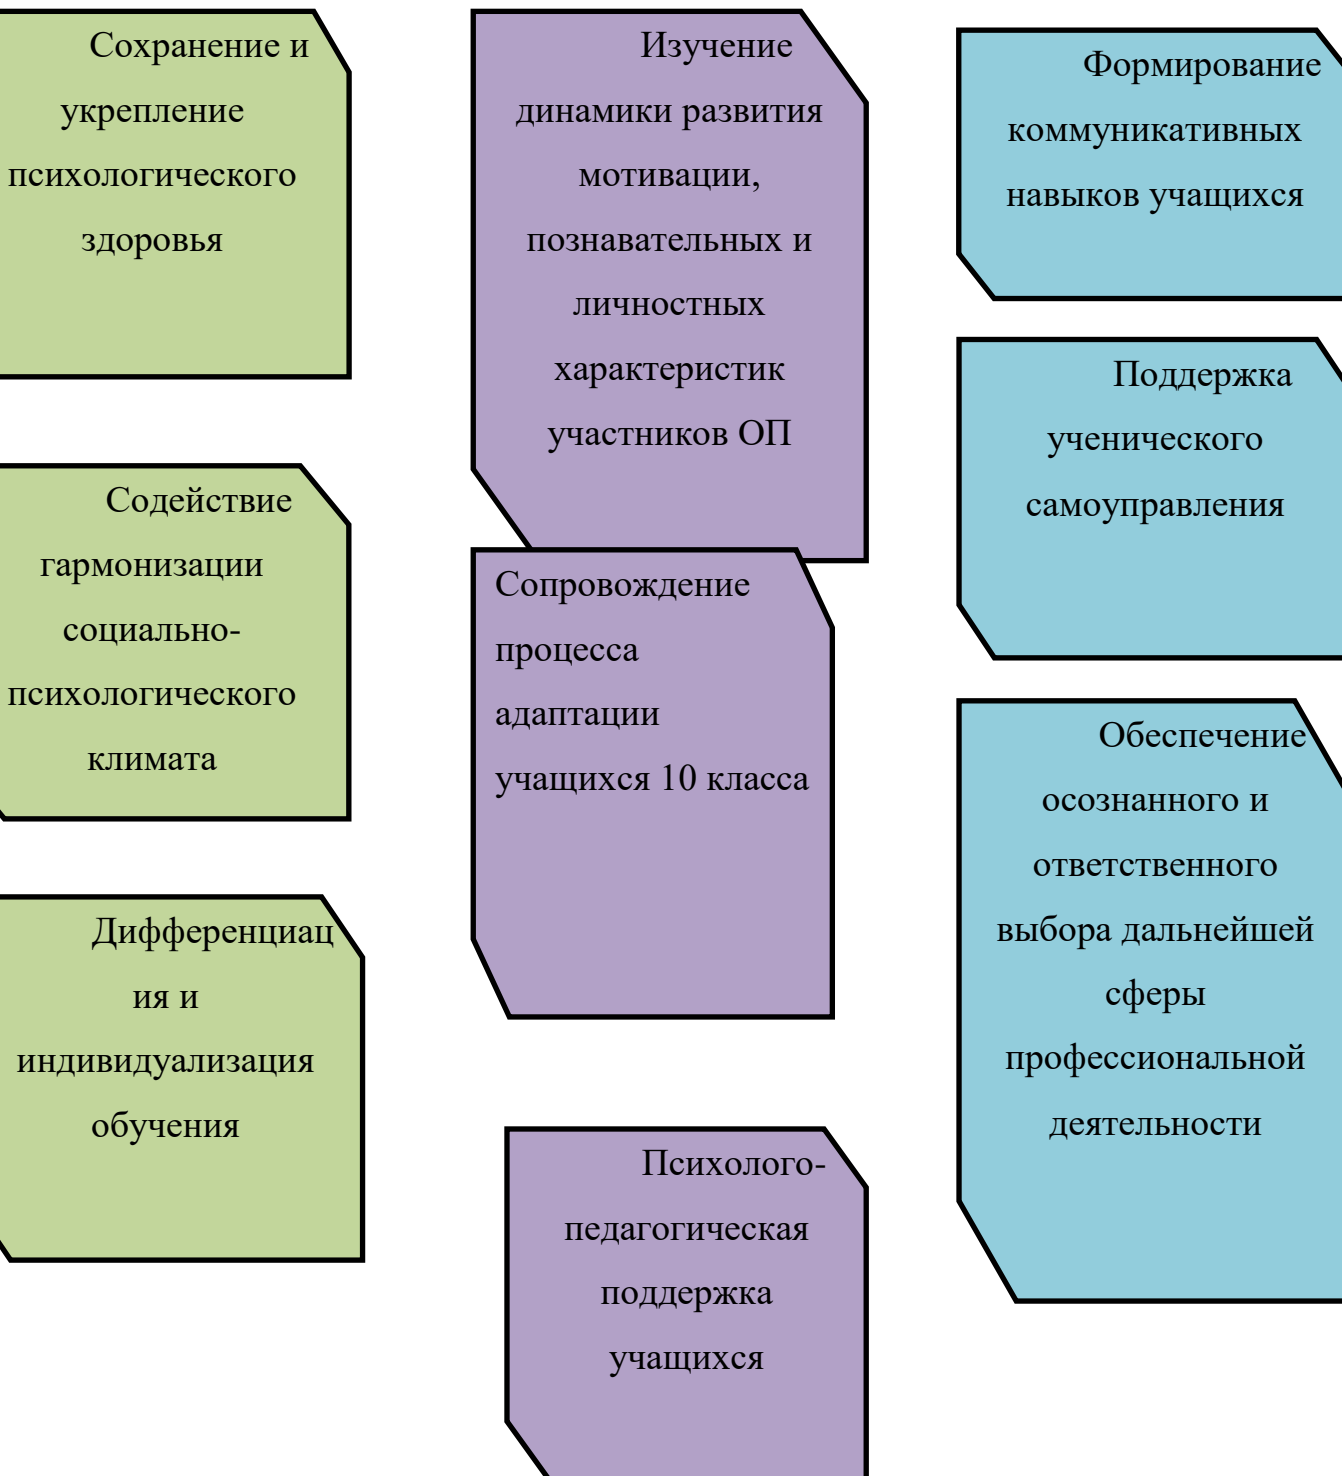 Сохранение и
укрепление
психологического
здоровья
Содействие
гармонизации
социально-
психологического
климата
Дифференциац
ия и
индивидуализация
обучения
Изучение
динамики развития
мотивации,
познавательных и
личностных
характеристик
участников ОП
Сопровождение
процесса
адаптации
учащихся 10 класса
Психолого-
педагогическая
поддержка
учащихся
Формирование
коммуникативных
навыков учащихся
Поддержка
ученического
самоуправления
Обеспечение
осознанного и
ответственного
выбора дальнейшей
сферы
профессиональной
деятельности